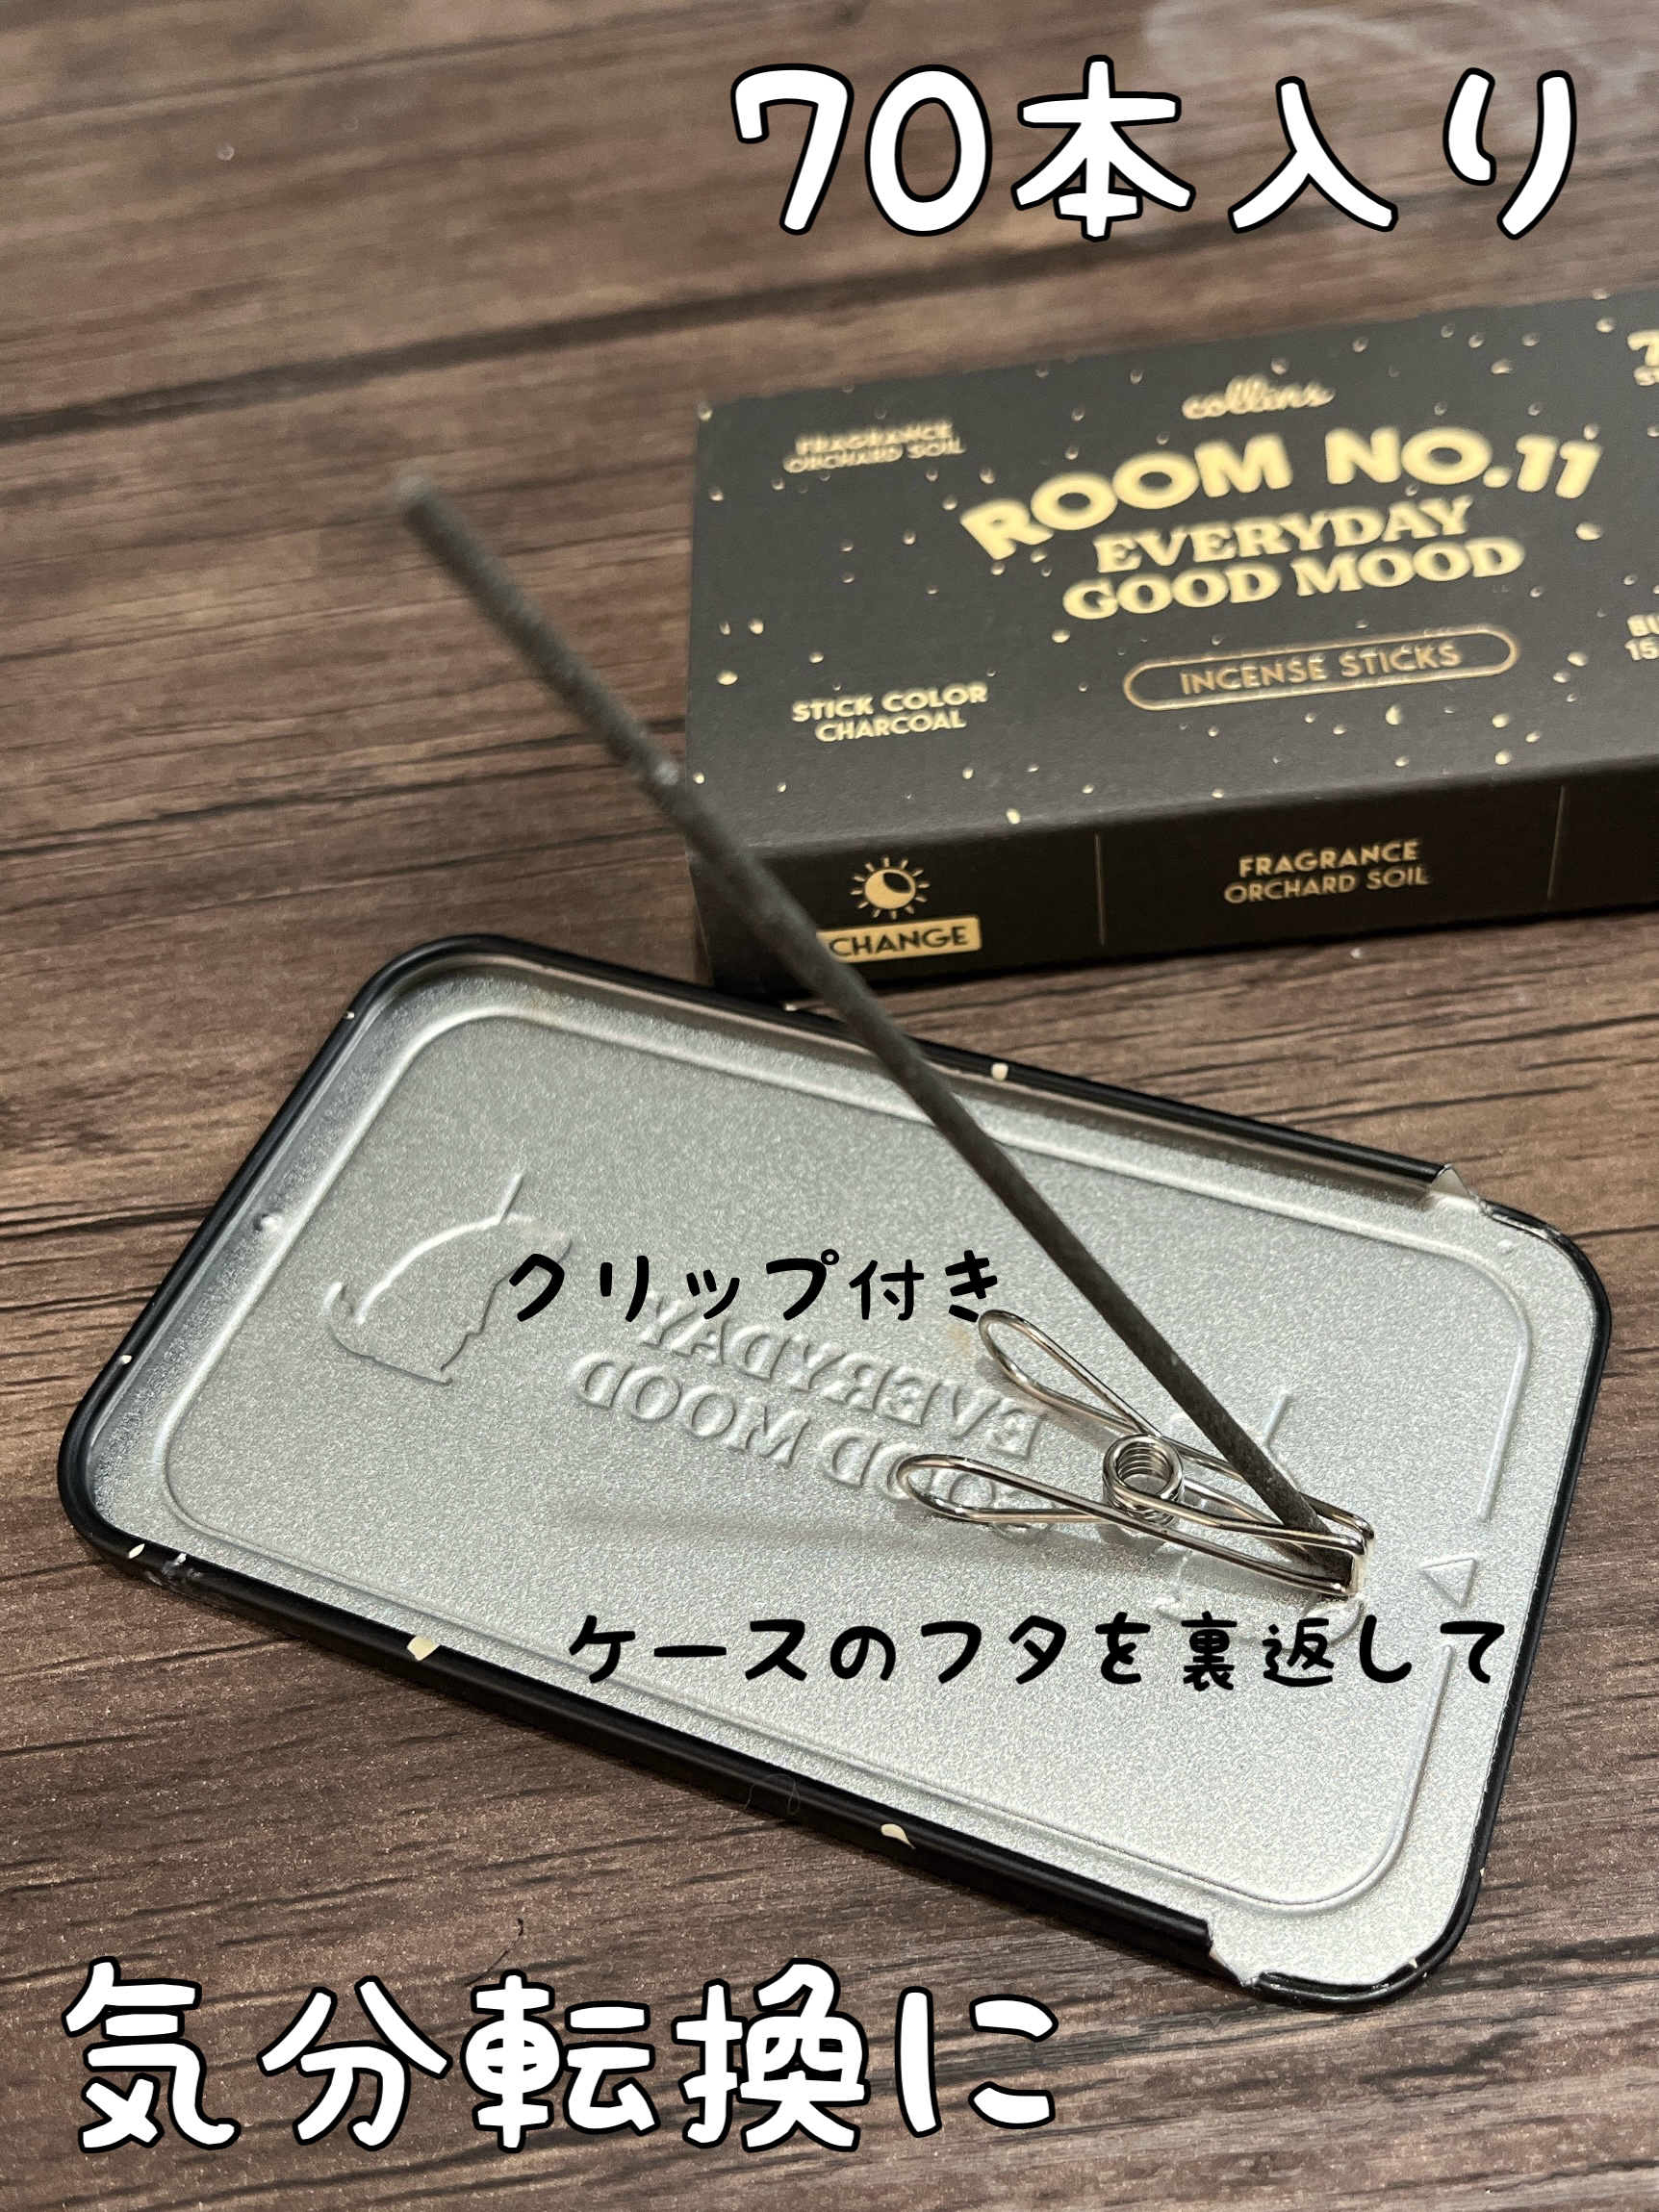 70本入り
collins
FRAGRANCE
ORCHARD SOIL
ROOM NO.11
EVERYDAY
GOOD MOOD
INCENSE STICKS
STICK COLOR
CHARCOAL
CHANGE
FRAGRANCE
ORCHARD SOIL
クリップ付き
EVERYDAY
GOOD MOOD
ケースのフタを裏返して
気分転換に